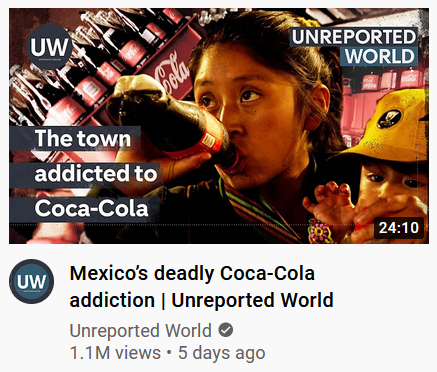 UW
UNREPORTED
WORLD
Cola
The town
addicted to
Coca-Cola
24:10
UW
Mexico's deadly Coca-Cola
addiction | Unreported World
Unreported World
1.1M views • 5 days ago